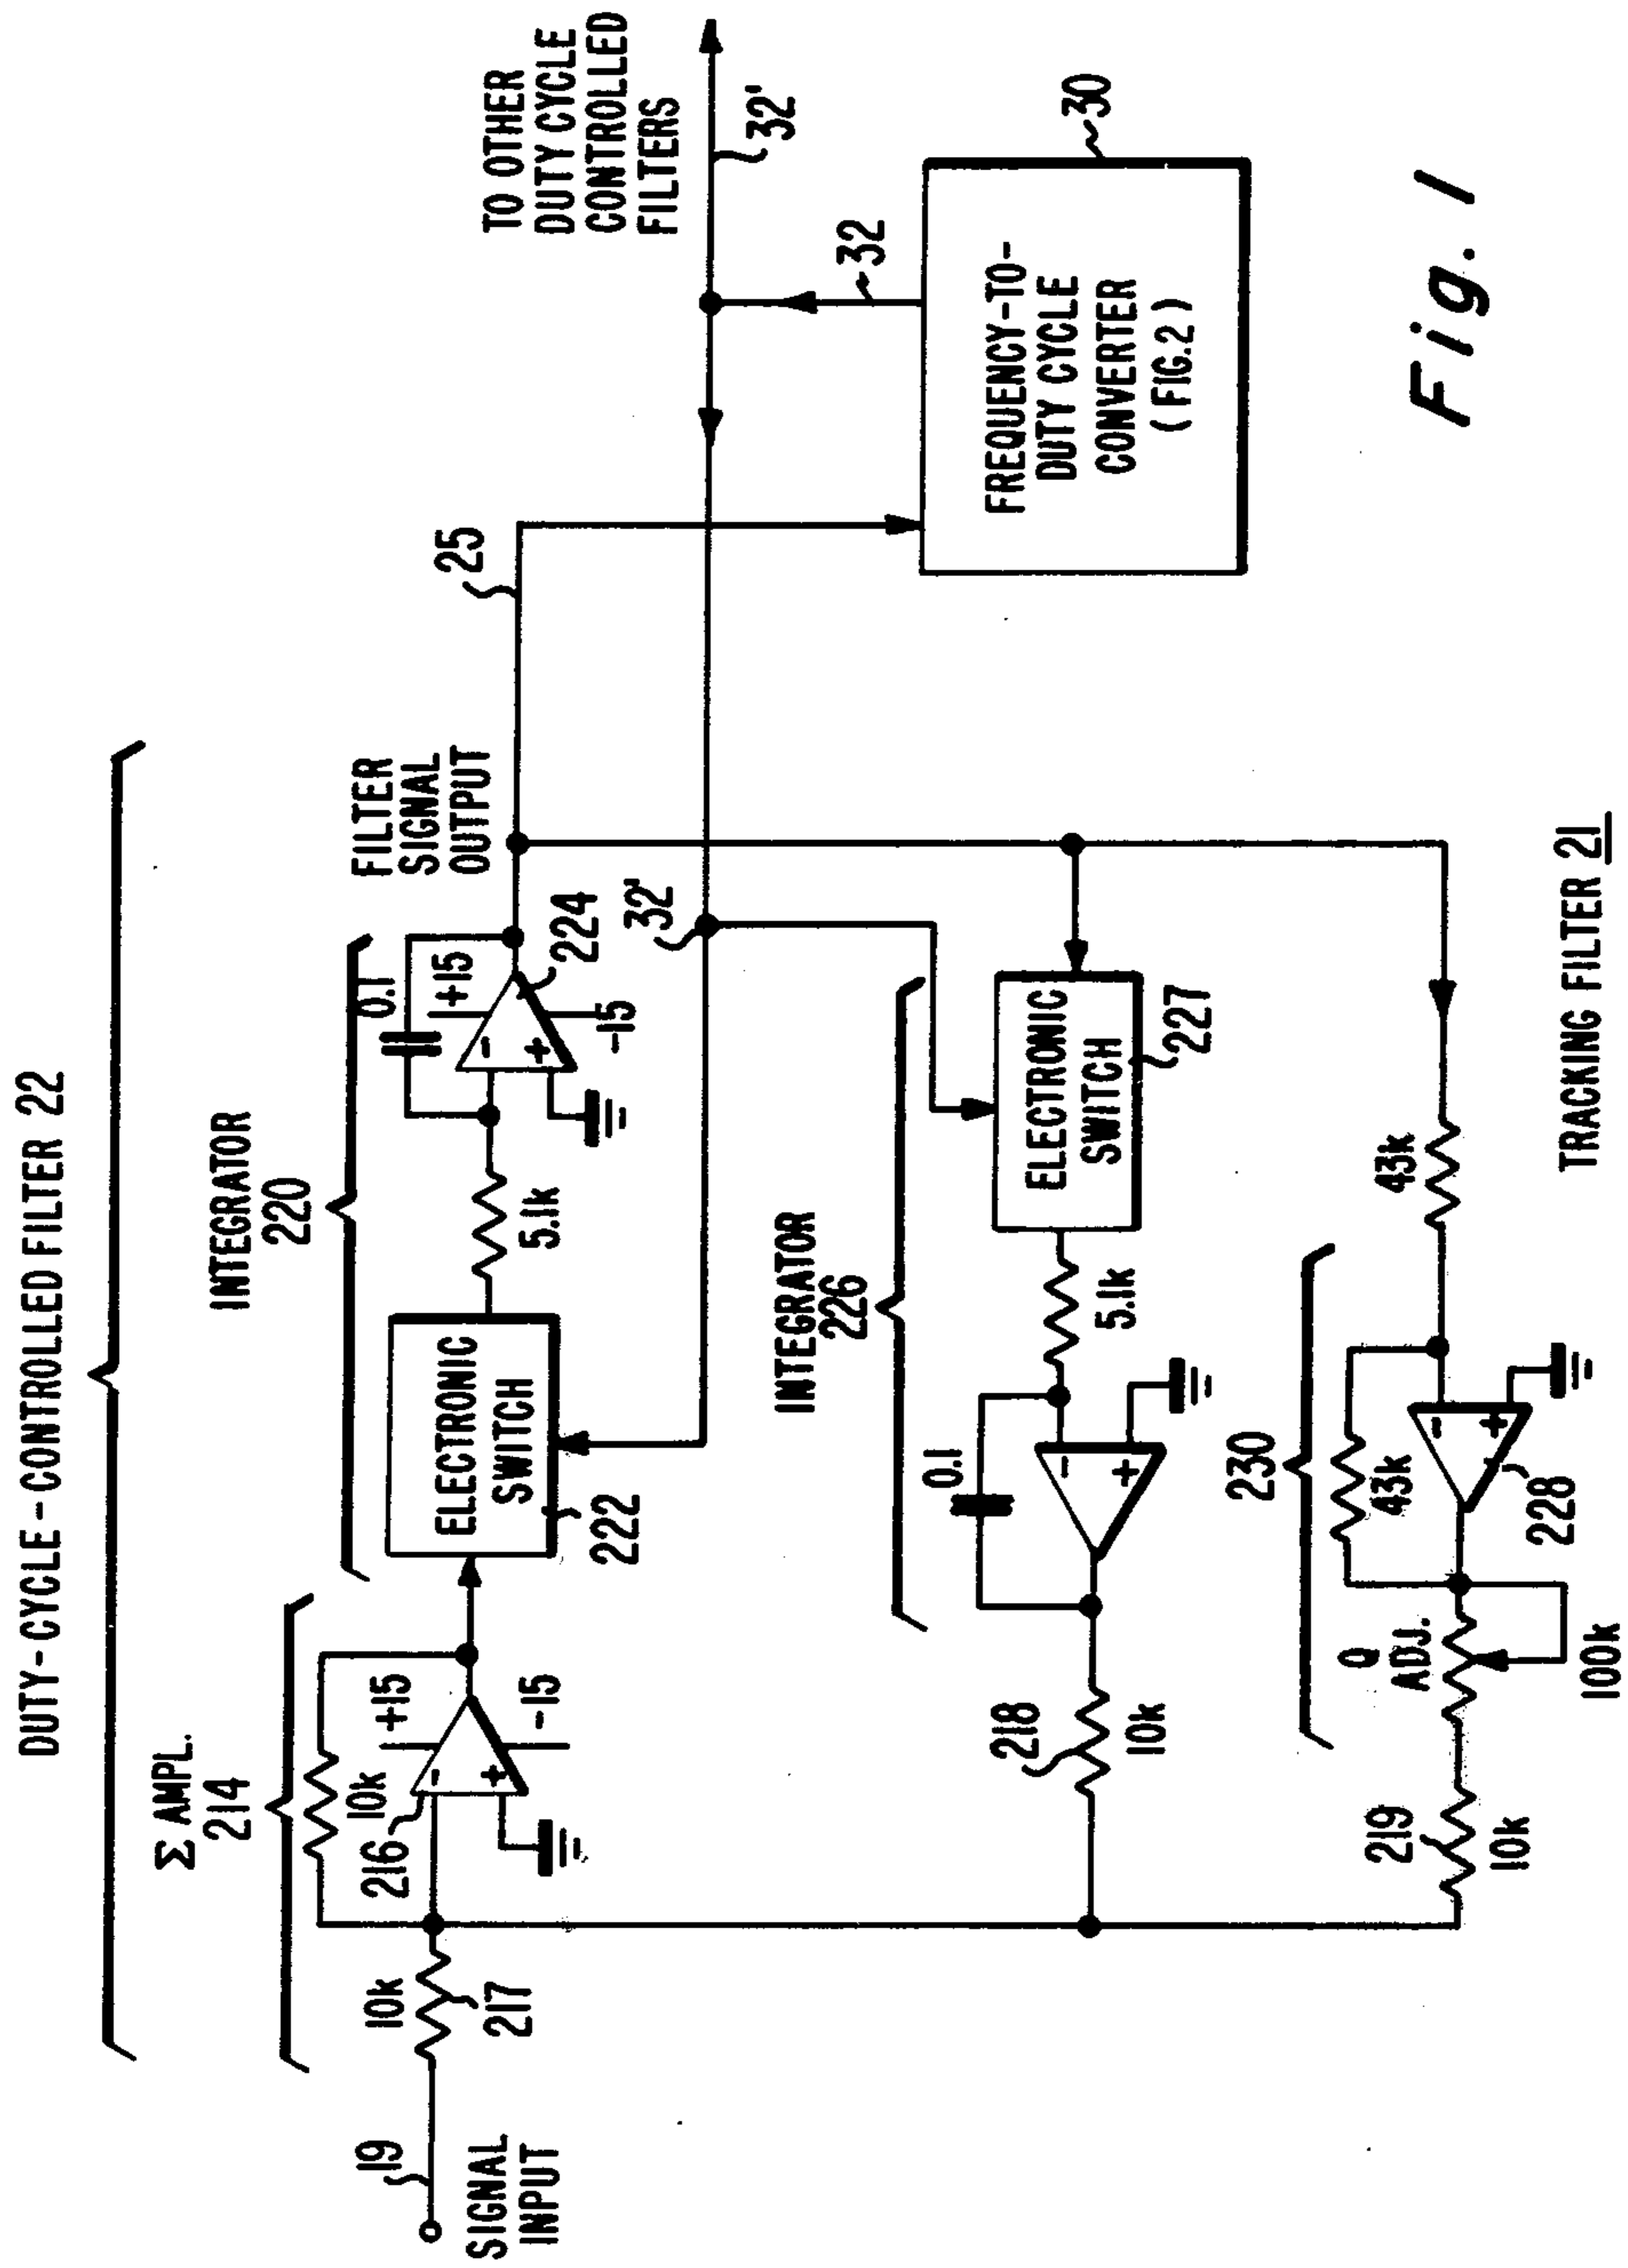 DUTY-CYCLE-CONTROLLED FILTER 22
Σ AMPL.
214
INTEGRATOR
220
FILTER
SIGNAL
OUTPUT
25
TO OTHER
DUTY CYCLE
CONTROLLED
FILTERS
19
SIGNAL
INPUT
10k
217
216
10k
+15
-15
-
+
ELECTRONIC
SWITCH
222
5.1k
0.1
+15
-15
-
+
224
32'
32'
32
30
FREQUENCY-TO-
DUTY CYCLE
CONVERTER
(FIG.2)
INTEGRATOR
226
218
10k
0.1
-
+
5.1k
ELECTRONIC
SWITCH
227
230
219
10k
Q
ADJ.
100k
43k
-
+
228
43k
TRACKING FILTER 21
Fig. 1